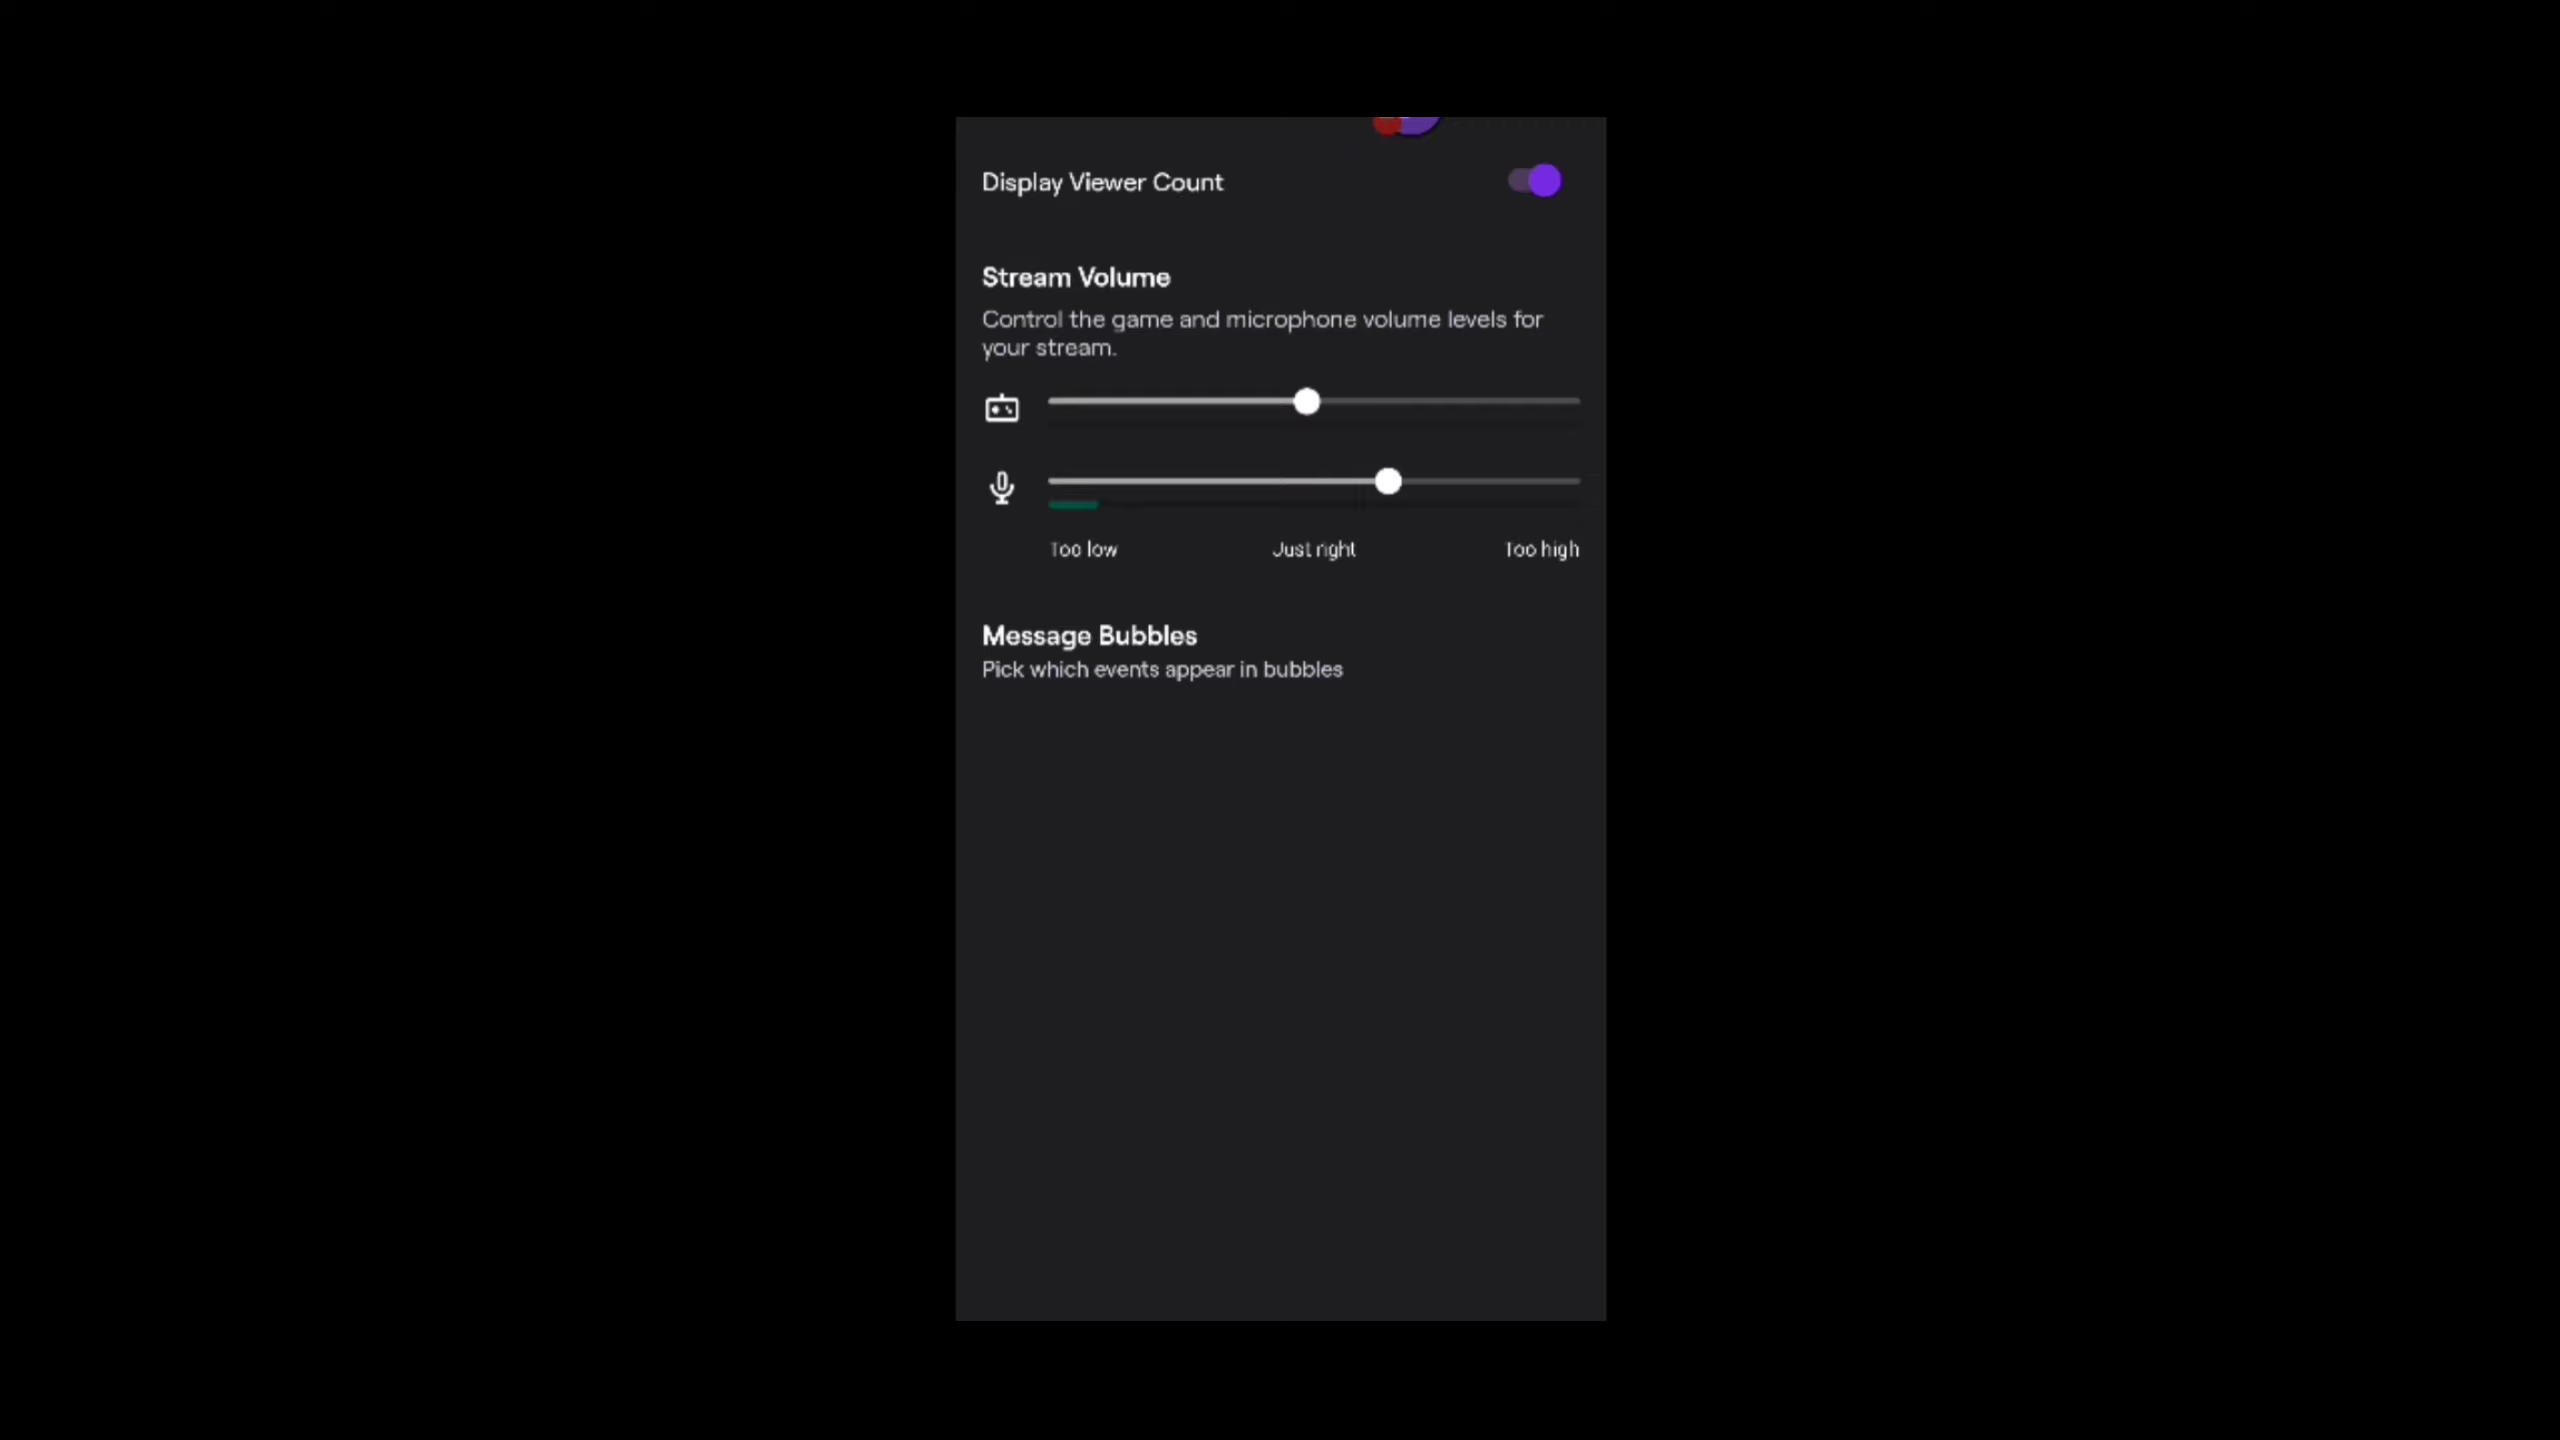 Display Viewer Count
Stream Volume
Control the game and microphone volume levels for
your stream.
Too low Just right Too high
Message Bubbles
Pick which events appear in bubbles